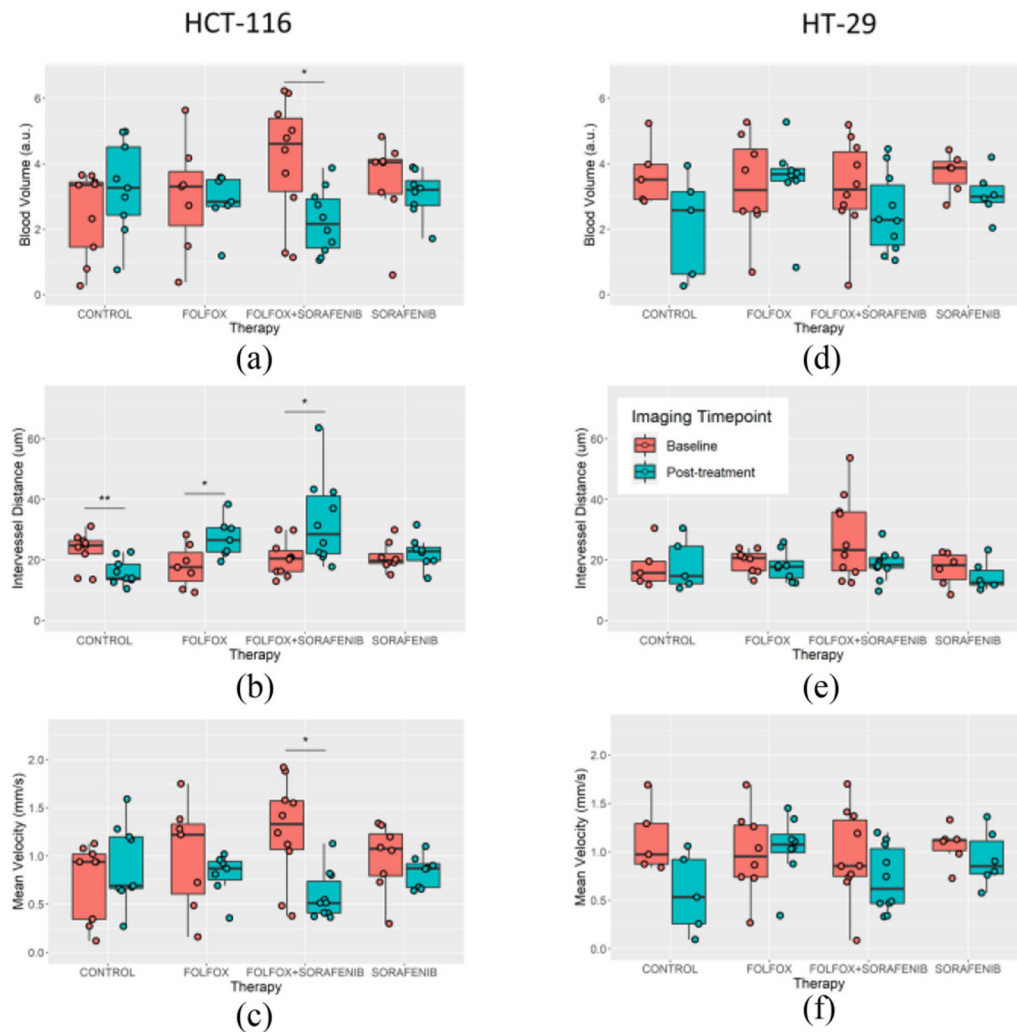 HCT-116
HT-29
*
6
4
2
0
Blood Volume (a.u.)
CONTROL FOLFOX FOLFOX+SORAFENIB SORAFENIB
Therapy
(a)
6
4
2
0
Blood Volume (a.u.)
CONTROL FOLFOX FOLFOX+SORAFENIB SORAFENIB
Therapy
(d)
**
*
*
60
40
20
0
Intervessel Distance (um)
CONTROL FOLFOX FOLFOX+SORAFENIB SORAFENIB
Therapy
(b)
Imaging Timepoint
Baseline
Post-treatment
60
40
20
0
Intervessel Distance (um)
CONTROL FOLFOX FOLFOX+SORAFENIB SORAFENIB
Therapy
(e)
*
2.0
1.5
1.0
0.5
0.0
Mean Velocity (mm/s)
CONTROL FOLFOX FOLFOX+SORAFENIB SORAFENIB
Therapy
(c)
2.0
1.5
1.0
0.5
0.0
Mean Velocity (mm/s)
CONTROL FOLFOX FOLFOX+SORAFENIB SORAFENIB
Therapy
(f)